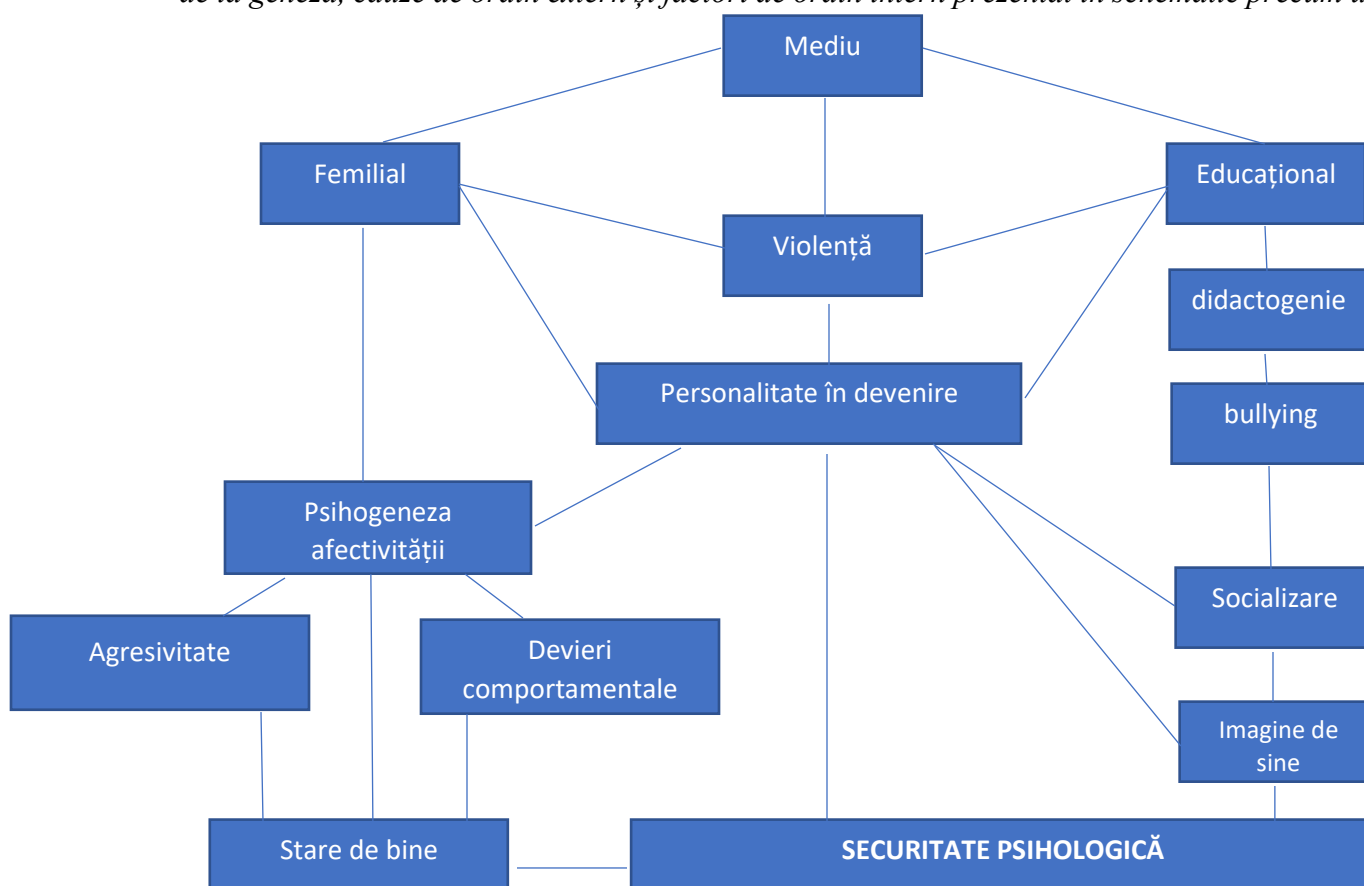 Mediu
Femilial
Educațional
Violență
didactogenie
Personalitate în devenire
bullying
Psihogeneza
afectivității
Socializare
Agresivitate
Devieri
comportamentale
Imagine de
sine
Stare de bine
SECURITATE PSIHOLOGICĂ